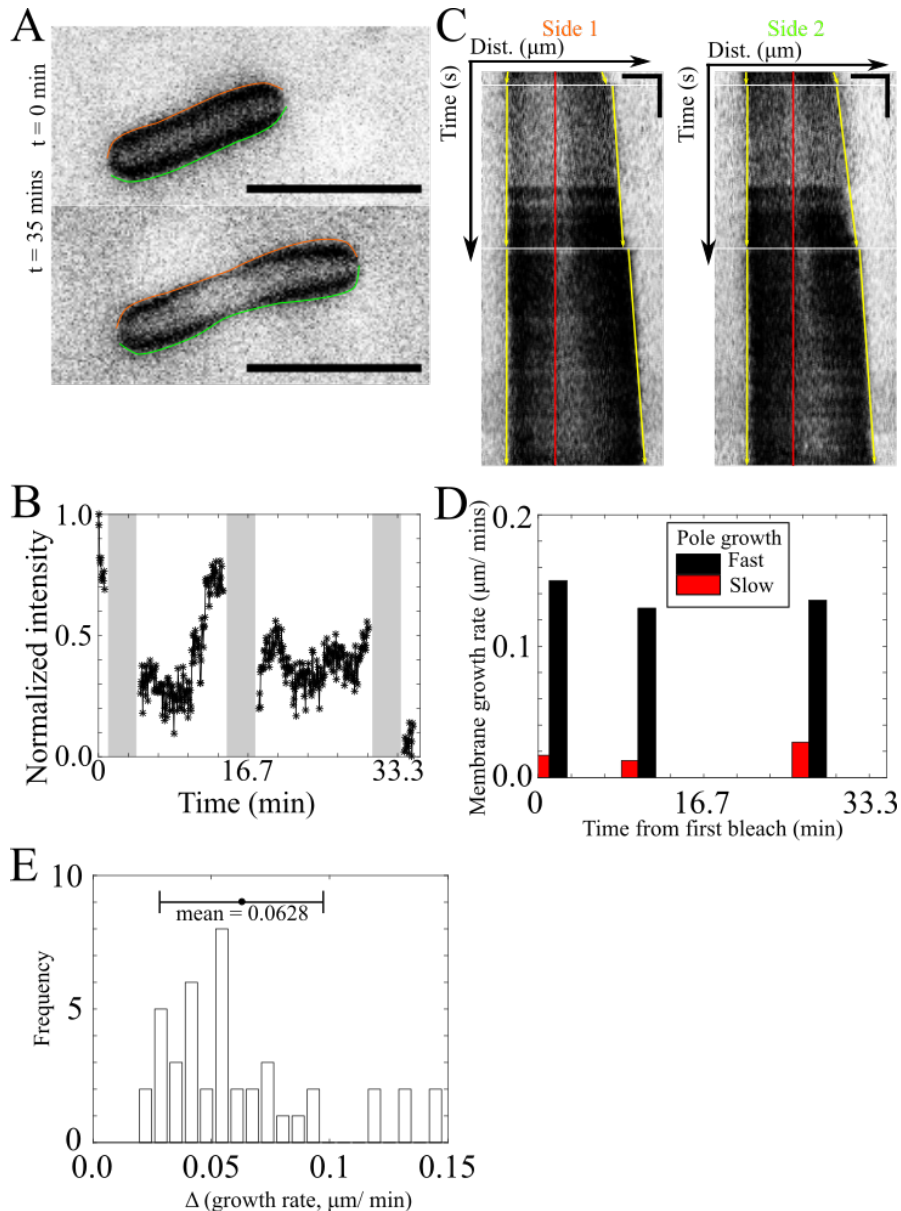 A
t = 0 min
t = 35 mins
C
Side 1
Side 2
Dist. (μm)
Dist. (μm)
Time (s)
Time (s)
B
1.0
0.5
0.0
Normalized intensity
0
16.7
33.3
Time (min)
D
0.2
0.1
0.0
Membrane growth rate (μm/ mins)
Pole growth
Fast
Slow
0
16.7
33.3
Time from first bleach (min)
E
10
5
0
Frequency
mean = 0.0628
0.0
0.05
0.1
0.15
Δ (growth rate, μm/ min)